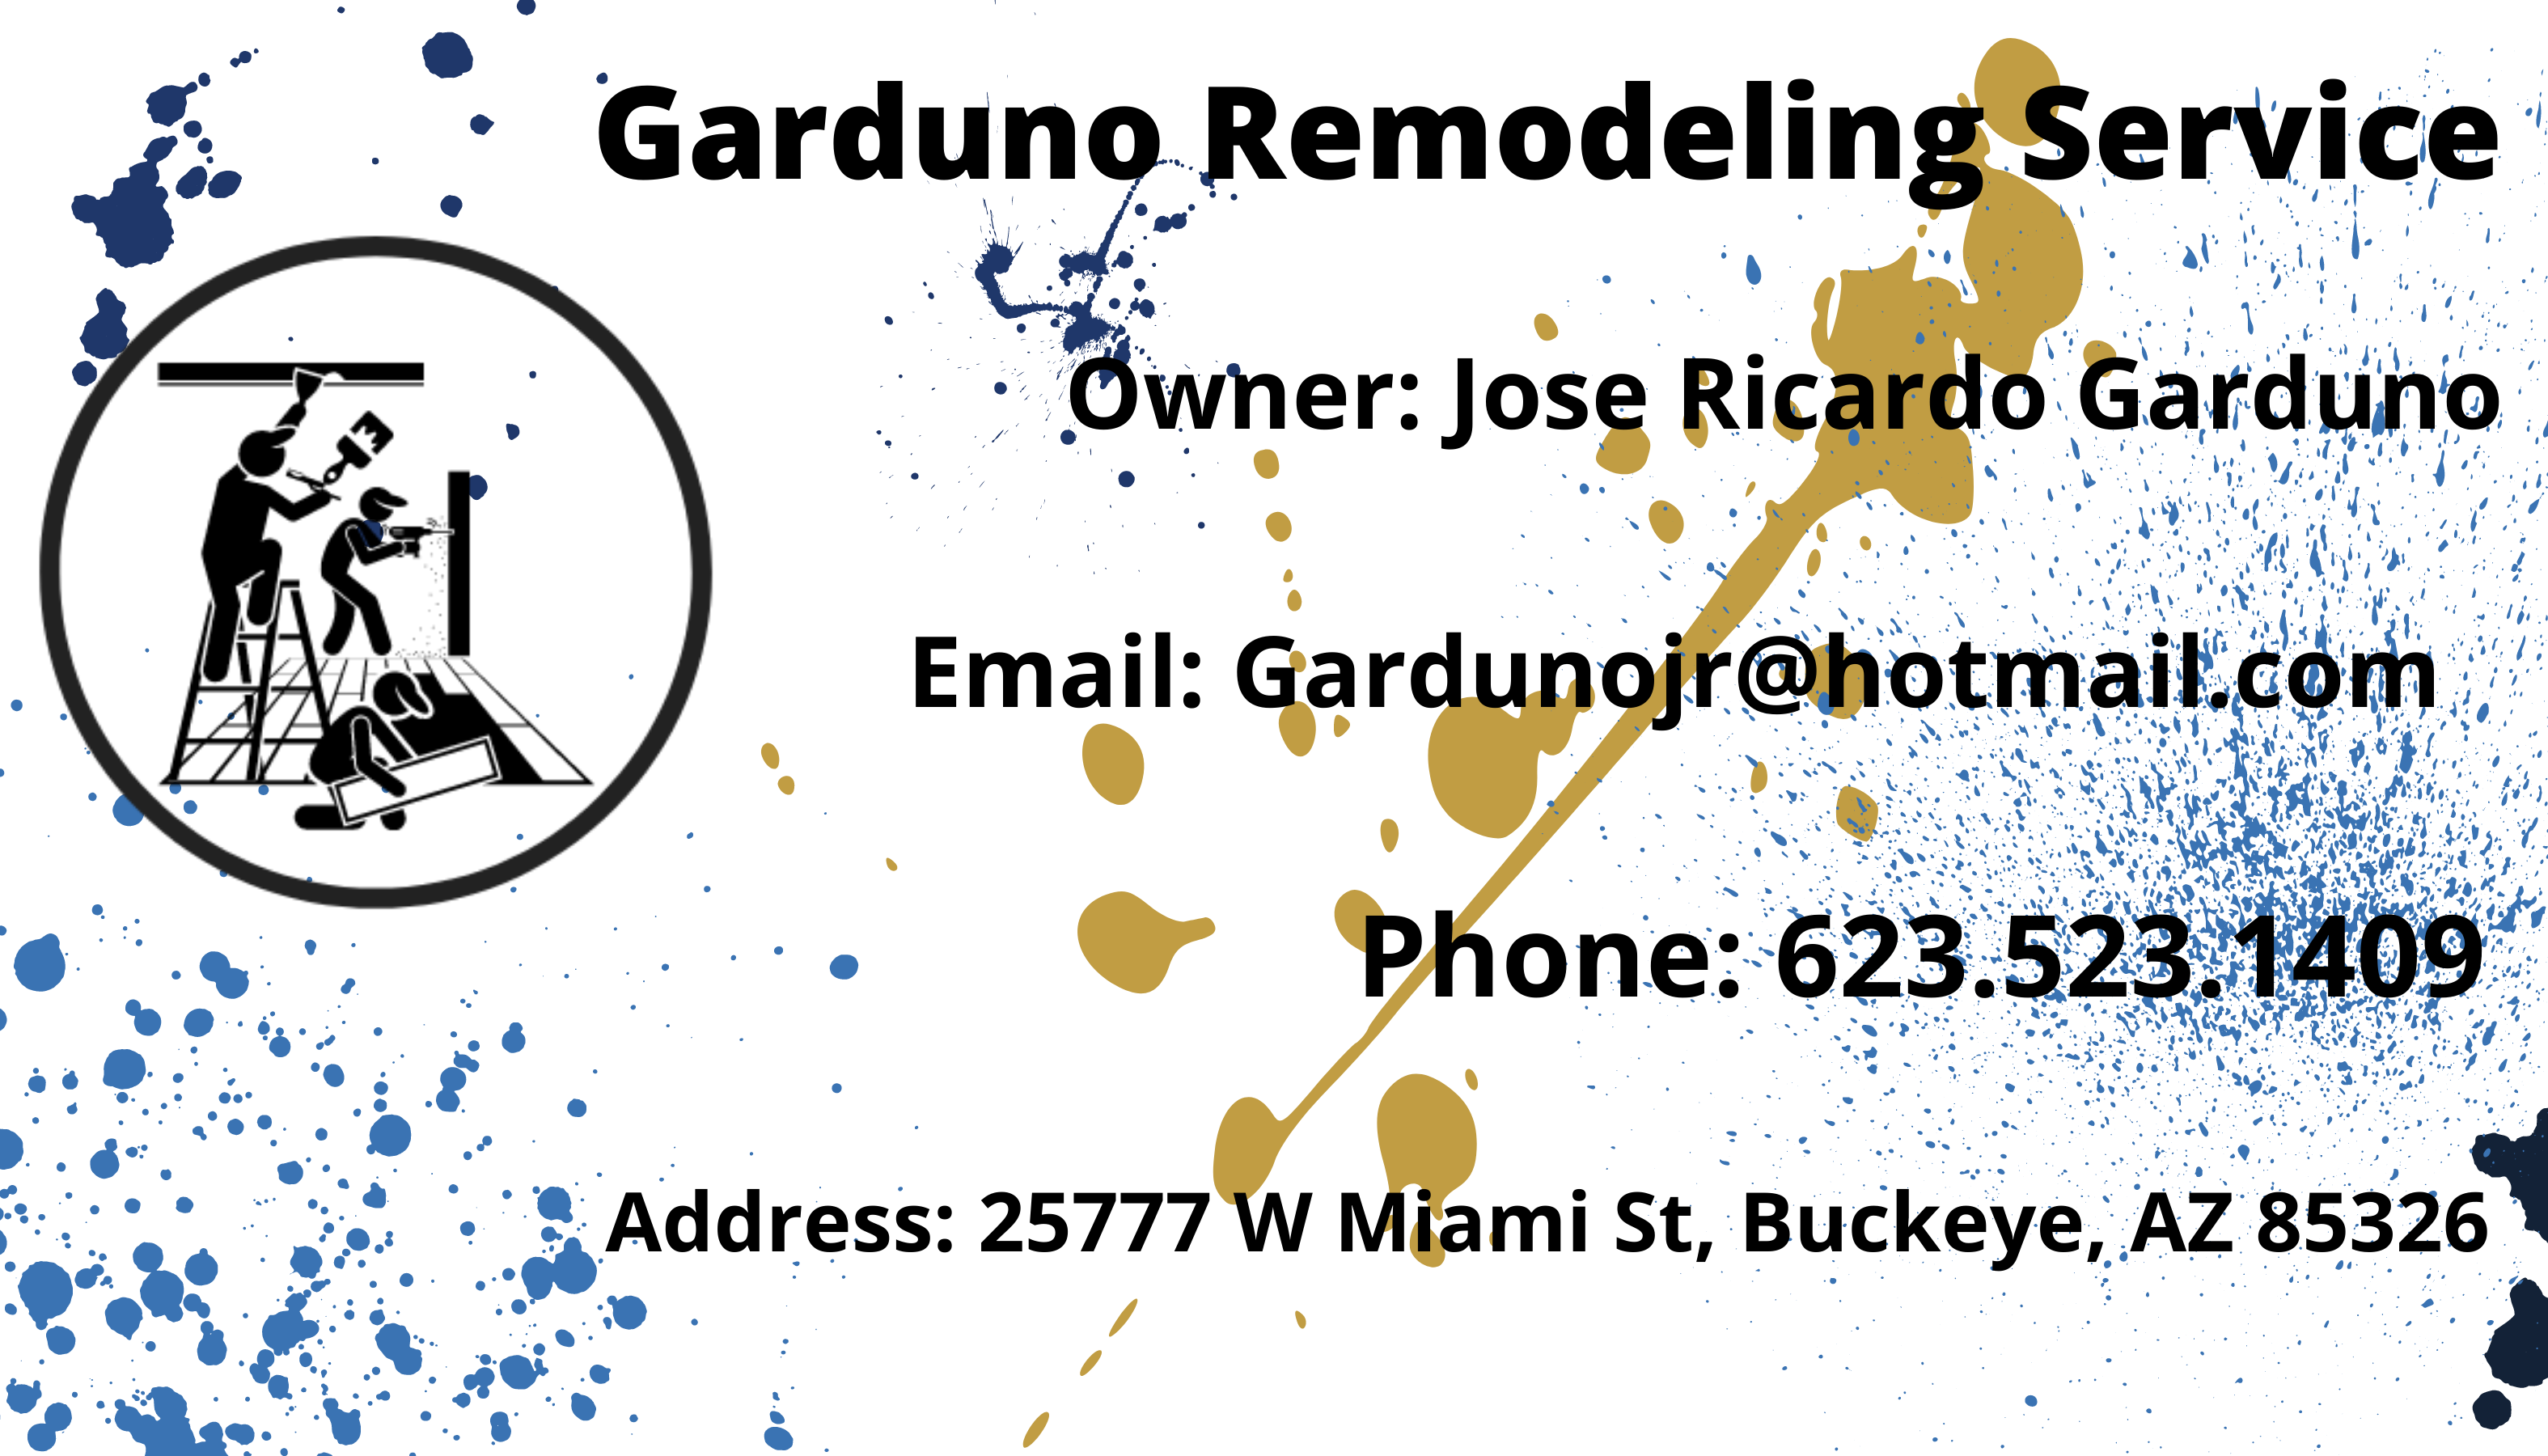 Garduno Remodeling Service
Owner: Jose Ricardo Garduno
Email: Gardunojr@hotmail.com
Phone: 623.523.1409
Address: 25777 W Miami St, Buckeye, AZ 85326